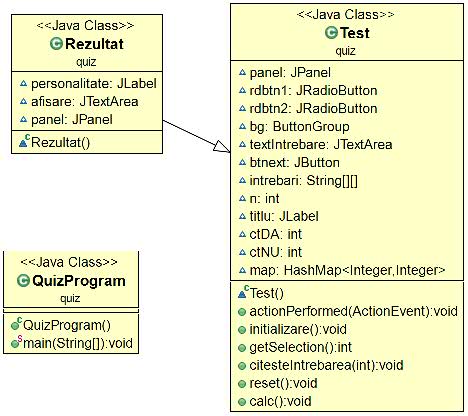 <<Java Class>>
Rezultat
quiz
personalitate: JLabel
afisare: JTextArea
panel: JPanel
Rezultat()
<<Java Class>>
QuizProgram
quiz
QuizProgram()
main(String[]):void
<<Java Class>>
Test
quiz
panel: JPanel
rdbtn1: JRadioButton
rdbtn2: JRadioButton
bg: ButtonGroup
textIntrebare: JTextArea
btnext: JButton
intrebari: String[][]
n: int
titlu: JLabel
ctDA: int
ctNU: int
map: HashMap<Integer,Integer>
Test()
actionPerformed(ActionEvent):void
initializare():void
getSelection():int
citesteIntrebarea(int):void
reset():void
calc():void